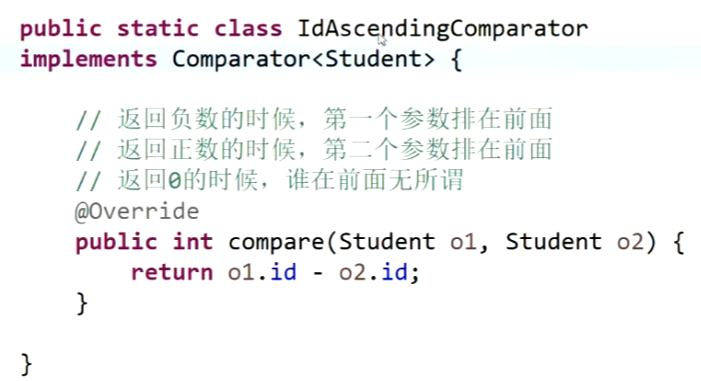 public static class IdAscendingComparator
implements Comparator<Student> {
// 返回负数的时候，第一个参数排在前面
// 返回正数的时候，第二个参数排在前面
// 返回0的时候，谁在前面无所谓
@Override
public int compare(Student o1, Student o2) {
return o1.id - o2.id;
}
}